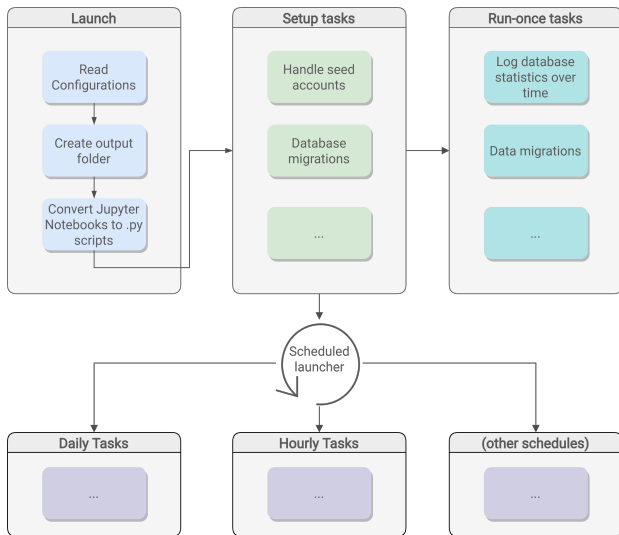 Launch
Read
Configurations
Create output
folder
Convert Jupyter
Notebooks to .py
scripts
Setup tasks
Handle seed
accounts
Database
migrations
...
Run-once tasks
Log database
statistics over
time
Data migrations
...
Scheduled
launcher
Daily Tasks
...
Hourly Tasks
...
(other schedules)
...